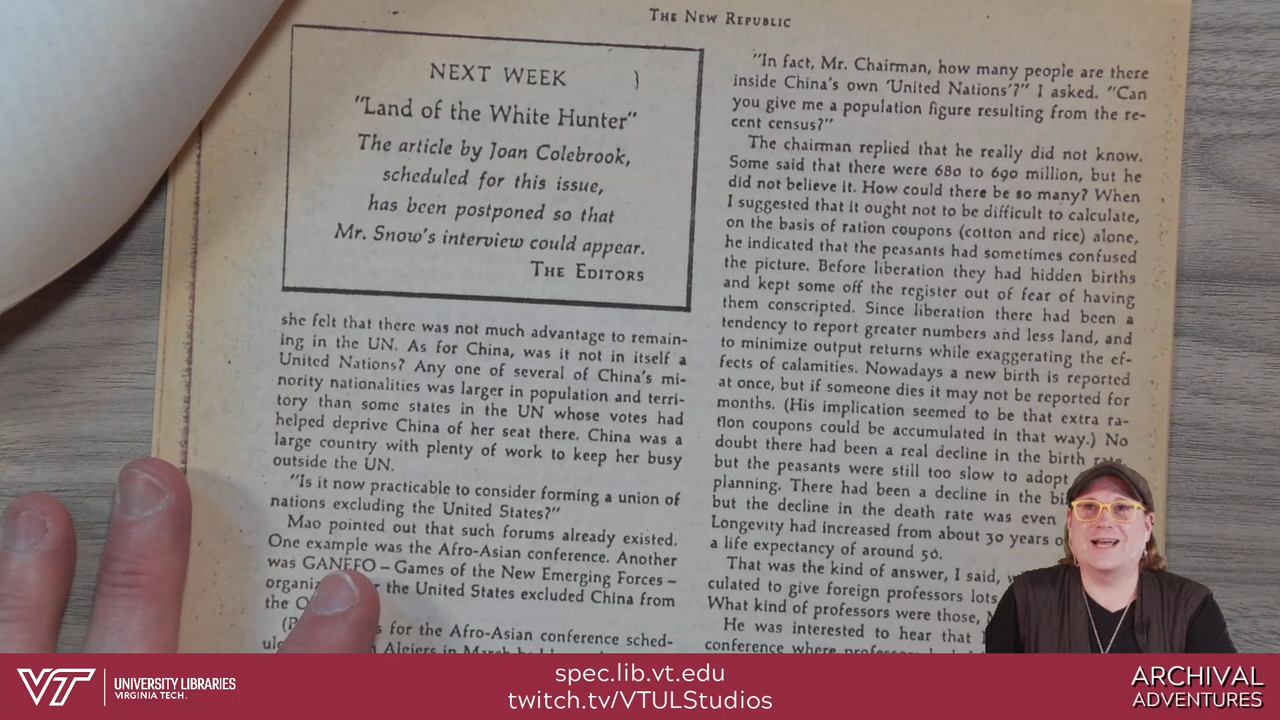 THE NEW REPUBLIC
NEXT WEEK
"Land of the White Hunter"
The article by Joan Colebrook,
scheduled for this issue,
has been postponed so that
Mr. Snow's interview could appear.
THE EDITORS
she felt that there was not much advantage to remain-
ing in the UN. As for China, was it not in itself a
United Nations? Any one of several of China's mi-
nority nationalities was larger in population and terri-
tory than some states in the UN whose votes had
helped deprive China of her seat there. China was a
large country with plenty of work to keep her busy
outside the UN.
"Is it now practicable to consider forming a union of
nations excluding the United States?"
Mao pointed out that such forums already existed.
One example was the Afro-Asian conference. Another
was GANEFO – Games of the New Emerging Forces –
the United States excluded China from
the
for the Afro-Asian conference sched-
Algiers in March
"In fact, Mr. Chairman, how many people are there
inside China's own 'United Nations'?" I asked. "Can
you give me a population figure resulting from the re-
cent census?"
The chairman replied that he really did not know.
Some said that there were 680 to 690 million, but he
did not believe it. How could there be so many? When
I suggested that it ought not to be difficult to calculate,
on the basis of ration coupons (cotton and rice) alone,
he indicated that the peasants had sometimes confused
the picture. Before liberation they had hidden births
and kept some off the register out of fear of having
them conscripted. Since liberation there had been a
tendency to report greater numbers and less land, and
to minimize output returns while exaggerating the ef-
fects of calamities. Nowadays a new birth is reported
at once, but if someone dies it may not be reported for
months. (His implication seemed to be that extra ra-
tion coupons could be accumulated in that way.) No
doubt there had been a real decline in the birth rate,
but the peasants were still too slow to adopt
planning. There had been a decline in the
but the decline in the death rate was even
Longevity had increased from about 30 years
a life expectancy of around 50.
That was the kind of answer, I said,
culated to give foreign professors lots
What kind of professors were those,
He was interested to hear that
conference where
VT
UNIVERSITY LIBRARIES
VIRGINIA TECH.
spec.lib.vt.edu
twitch.tv/VTULStudios
ARCHIVAL
ADVENTURES